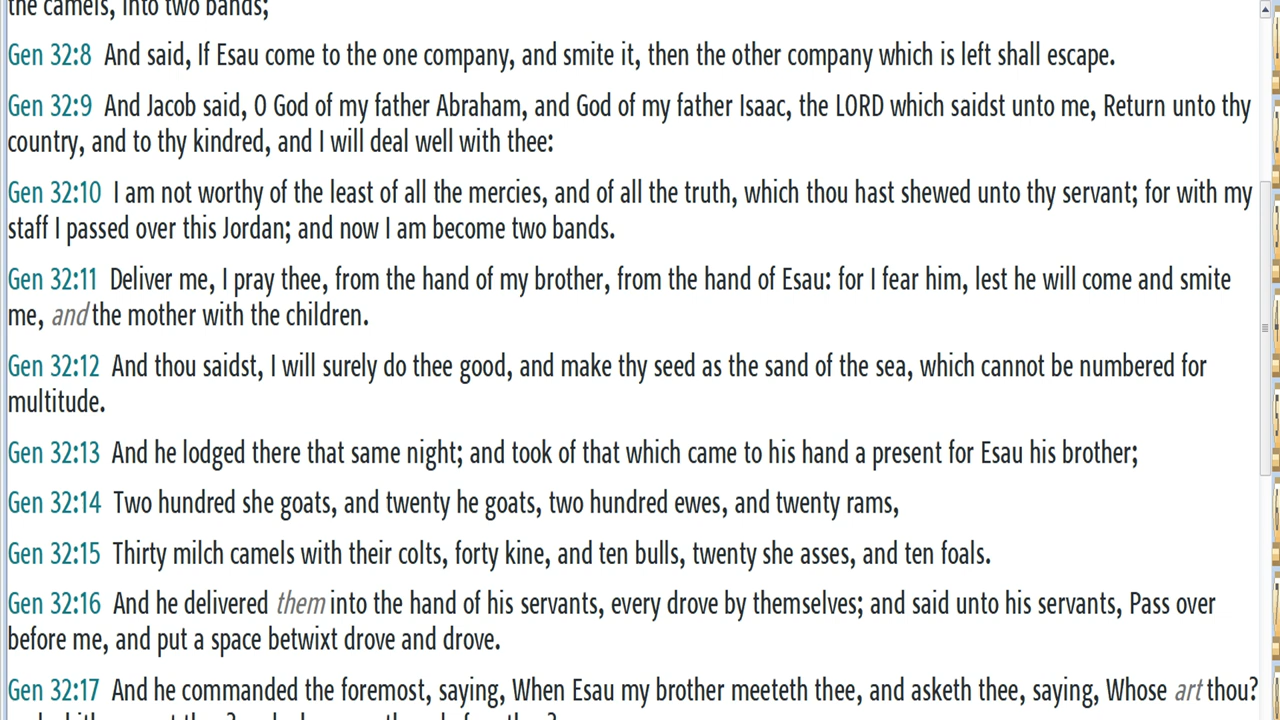 the camels, into two bands;
Gen 32:8 And said, If Esau come to the one company, and smite it, then the other company which is left shall escape.
Gen 32:9 And Jacob said, O God of my father Abraham, and God of my father Isaac, the LORD which saidst unto me, Return unto thy
country, and to thy kindred, and I will deal well with thee:
Gen 32:10 I am not worthy of the least of all the mercies, and of all the truth, which thou hast shewed unto thy servant; for with my
staff I passed over this Jordan; and now I am become two bands.
Gen 32:11 Deliver me, I pray thee, from the hand of my brother, from the hand of Esau: for I fear him, lest he will come and smite
me, and the mother with the children.
Gen 32:12 And thou saidst, I will surely do thee good, and make thy seed as the sand of the sea, which cannot be numbered for
multitude.
Gen 32:13 And he lodged there that same night; and took of that which came to his hand a present for Esau his brother;
Gen 32:14 Two hundred she goats, and twenty he goats, two hundred ewes, and twenty rams,
Gen 32:15 Thirty milch camels with their colts, forty kine, and ten bulls, twenty she asses, and ten foals.
Gen 32:16 And he delivered them into the hand of his servants, every drove by themselves; and said unto his servants, Pass over
before me, and put a space betwixt drove and drove.
Gen 32:17 And he commanded the foremost, saying, When Esau my brother meeteth thee, and asketh thee, saying, Whose art thou?